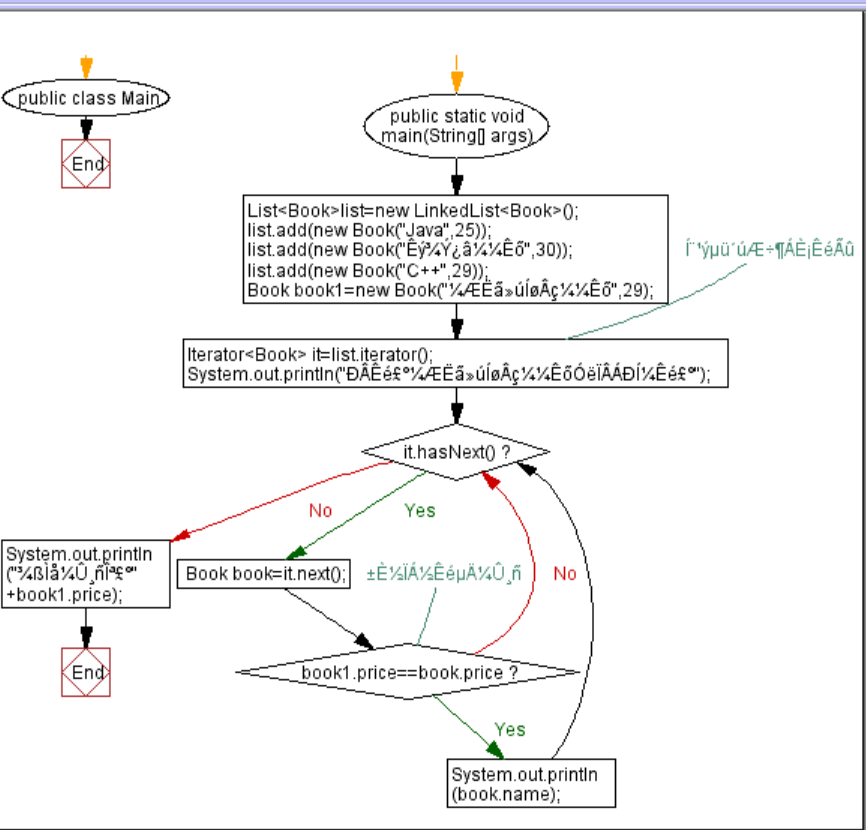 public class Main
End
public static void
main(String[] args)
List<Book>list=new LinkedList<Book>();
list.add(new Book("Java",25));
list.add(new Book("Êý¾Ý¿â¼¼Êõ",30));
list.add(new Book("C++",29));
Book book1=new Book("¼ÆËã»úÍøÂç¼¼Êõ",29);
Í¨¹ýµü´úÆ÷¶ÁÈ¡ÊéÃû
Iterator<Book> it=list.iterator();
System.out.println("ÐÂÊé£º¼ÆËã»úÍøÂç¼¼ÊõÓëÏÂÁÐÍ¼Êé£º");
it.hasNext() ?
No
Yes
System.out.println
("¾ßÌå¼Û¸ñÎª£º"
+book1.price);
Book book=it.next();
±È½ÏÁ½ÊéµÄ¼Û¸ñ
No
End
book1.price==book.price ?
Yes
System.out.println
(book.name);